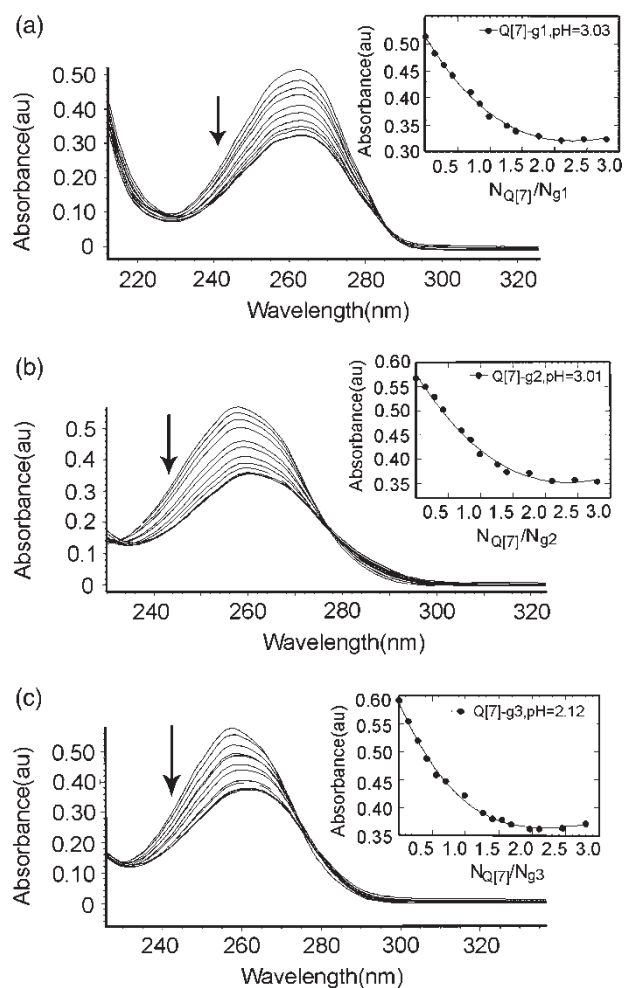 (a)
Absorbance(au)
0.50
0.40
0.30
0.20
0.10
0
220 240 260 280 300 320
Wavelength(nm)
Absorbance(au)
0.50
0.45
0.40
0.35
0.30
Q[7]-g1,pH=3.03
0.5 1.0 1.5 2.0 2.5 3.0
NQ[7]/Ng1
(b)
Absorbance(au)
0.5
0.4
0.3
0.2
0.1
0
240 260 280 300 320
Wavelength(nm)
Absorbance(au)
0.60
0.55
0.50
0.45
0.40
0.35
Q[7]-g2,pH=3.01
0.5 1.0 1.5 2.0 2.5 3.0
NQ[7]/Ng2
(c)
Absorbance(au)
0.50
0.40
0.30
0.20
0.10
0
240 260 280 300 320
Wavelength(nm)
Absorbance(au)
0.60
0.55
0.50
0.45
0.40
0.35
Q[7]-g3,pH=2.12
0.5 1.0 1.5 2.0 2.5 3.0
NQ[7]/Ng3